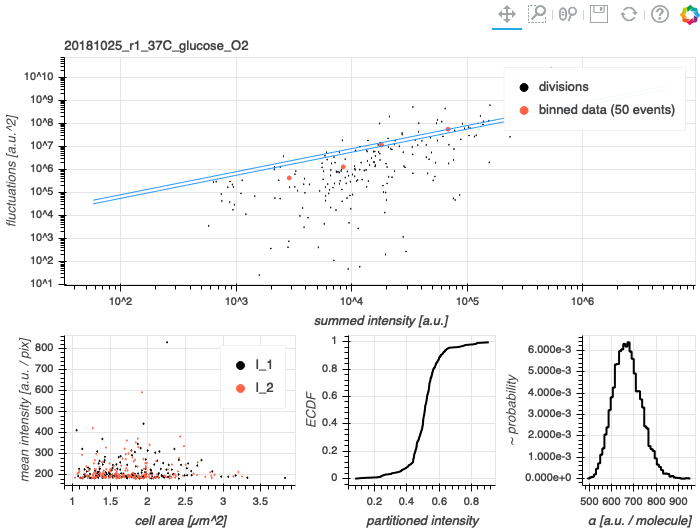 20181025_r1_37C_glucose_O2
fluctuations [a.u.^2]
10^10
10^9
10^8
10^7
10^6
10^5
10^4
10^3
10^2
10^1
divisions
binned data (50 events)
10^2 10^3 10^4 10^5 10^6
summed intensity [a.u.]
mean intensity [a.u. / pix]
800
700
600
500
400
300
200
I_1
I_2
1 1.5 2 2.5 3 3.5
cell area [μm^2]
ECDF
1
0.8
0.6
0.4
0.2
0
0.2 0.4 0.6 0.8
partitioned intensity
~ probability
6.000e-3
5.000e-3
4.000e-3
3.000e-3
2.000e-3
1.000e-3
0.000e+0
500 600 700 800 900
α [a.u. / molecule]